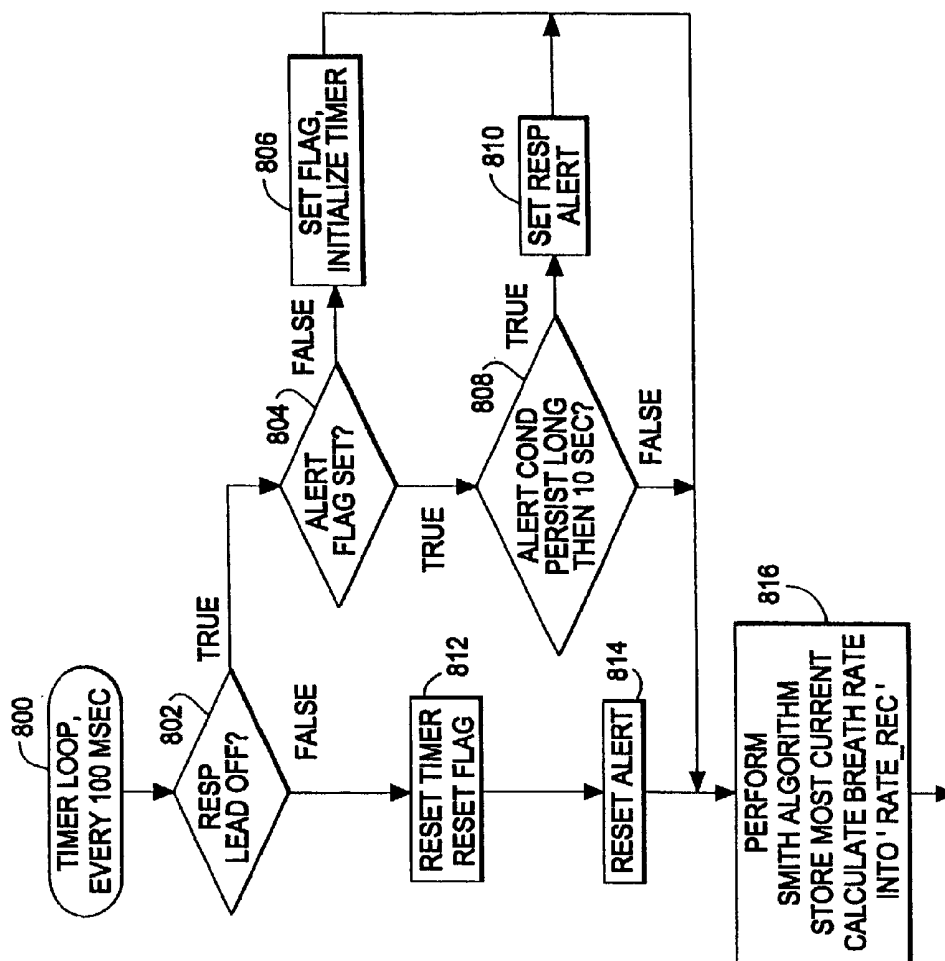 800
TIMER LOOP,
EVERY 100 MSEC
802
RESP
LEAD OFF?
TRUE
FALSE
804
ALERT
FLAG SET?
FALSE
TRUE
806
SET FLAG,
INITIALIZE TIMER
808
ALERT COND
PERSIST LONG
THEN 10 SEC?
TRUE
FALSE
810
SET RESP
ALERT
812
RESET TIMER
RESET FLAG
814
RESET ALERT
816
PERFORM
SMITH ALGORITHM
STORE MOST CURRENT
CALCULATE BREATH RATE
INTO ' RATE_REC '